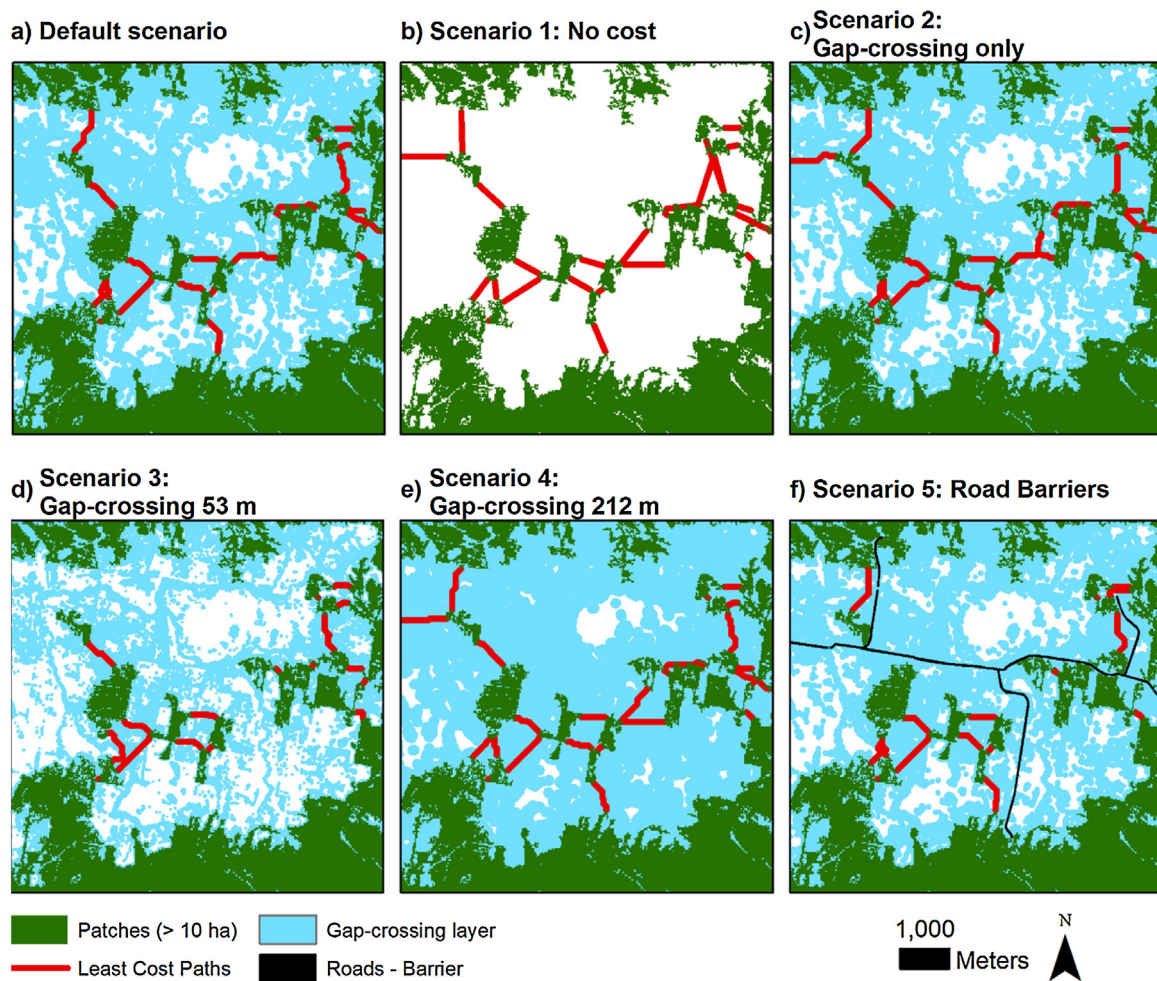 a) Default scenario
b) Scenario 1: No cost
c) Scenario 2:
Gap-crossing only
d) Scenario 3:
Gap-crossing 53 m
e) Scenario 4:
Gap-crossing 212 m
f) Scenario 5: Road Barriers
Patches (> 10 ha)
Gap-crossing layer
Least Cost Paths
Roads - Barrier
1,000
Meters
N